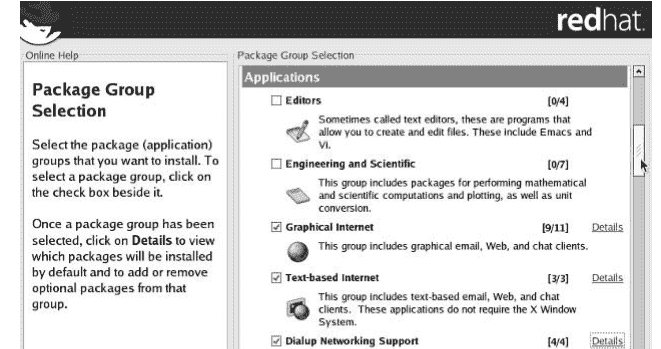 redhat.
Online Help
Package Group
Selection
Select the package (application)
groups that you want to install. To
select a package group, click on
the check box beside it.
Once a package group has been
selected, click on Details to view
which packages will be installed
by default and to add or remove
optional packages from that
group.
Package Group Selection
Applications
Editors [0/4]
Sometimes called text editors, these are programs that
allow you to create and edit files. These include Emacs and
Vi.
Engineering and Scientific [0/7]
This group includes packages for performing mathematical
and scientific computations and plotting, as well as unit
conversion.
Graphical Internet [9/11] Details
This group includes graphical email, Web, and chat clients.
Text-based Internet [3/3] Details
This group includes text-based email, Web, and chat
clients. These applications do not require the X Window
System.
Dialup Networking Support [4/4] Details